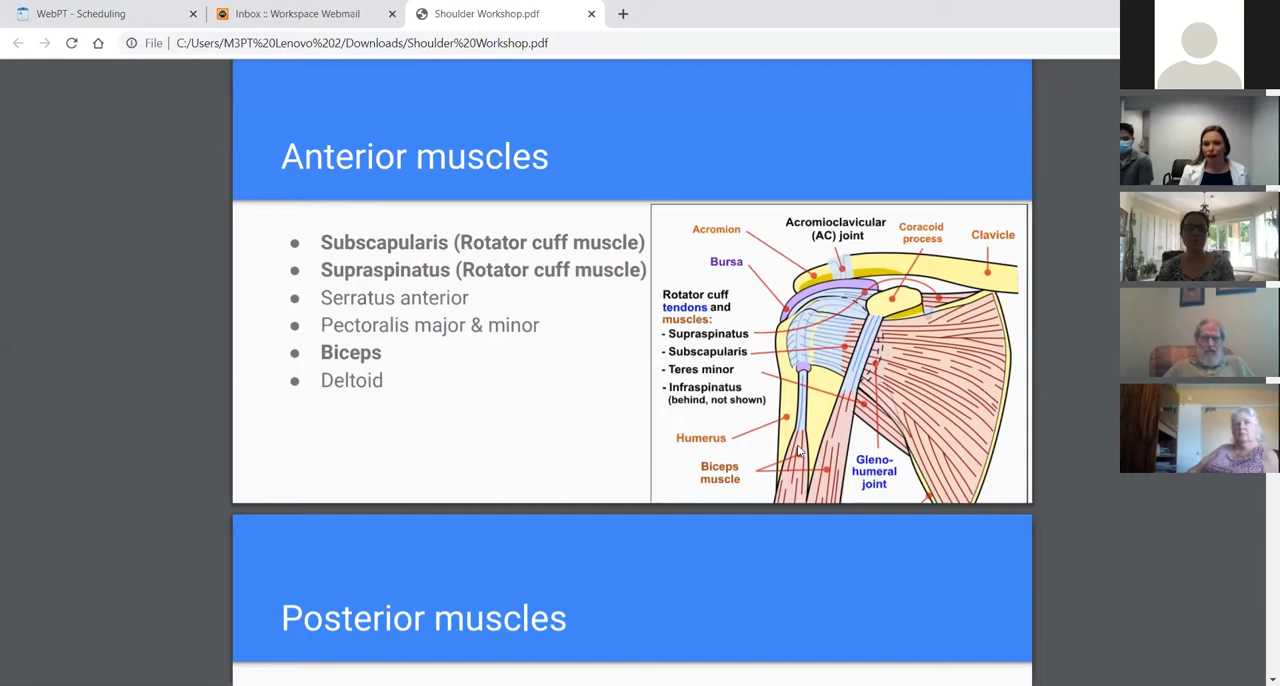 WebPT - Scheduling
Inbox :: Workspace Webmail
Shoulder Workshop.pdf
File | C:/Users/M3PT%20Lenovo%202/Downloads/Shoulder%20Workshop.pdf
Anterior muscles
● Subscapularis (Rotator cuff muscle)
● Supraspinatus (Rotator cuff muscle)
● Serratus anterior
● Pectoralis major & minor
● Biceps
● Deltoid
Acromion
Acromioclavicular
(AC) joint
Coracoid
process
Clavicle
Bursa
Rotator cuff
tendons and
muscles:
- Supraspinatus
- Subscapularis
- Teres minor
- Infraspinatus
(behind, not shown)
Humerus
Biceps
muscle
Gleno-
humeral
joint
Posterior muscles